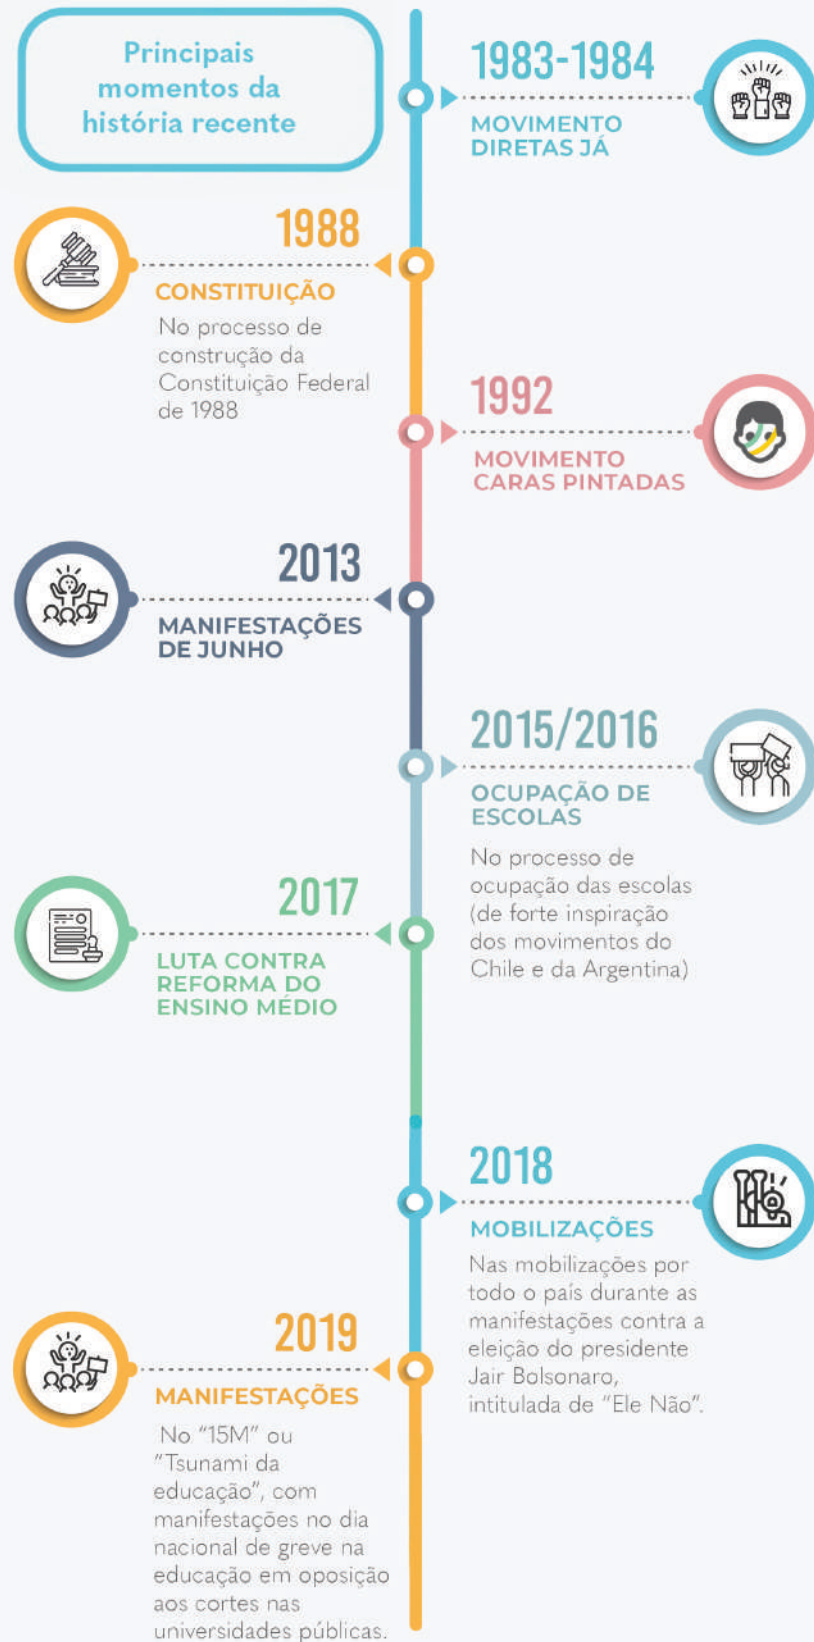 Principais
momentos da
história recente
1983-1984
MOVIMENTO
DIRETAS JÁ
1988
CONSTITUIÇÃO
No processo de
construção da
Constituição Federal
de 1988
1992
MOVIMENTO
CARAS PINTADAS
2013
MANIFESTAÇÕES
DE JUNHO
2015/2016
OCUPAÇÃO DE
ESCOLAS
No processo de
ocupação das escolas
(de forte inspiração
dos movimentos do
Chile e da Argentina)
2017
LUTA CONTRA
REFORMA DO
ENSINO MÉDIO
2018
MOBILIZAÇÕES
Nas mobilizações por
todo o país durante as
manifestações contra a
eleição do presidente
Jair Bolsonaro,
intitulada de “Ele Não”.
2019
MANIFESTAÇÕES
No “15M” ou
“Tsunami da
educação”, com
manifestações no dia
nacional de greve na
educação em oposição
aos cortes nas
universidades públicas.